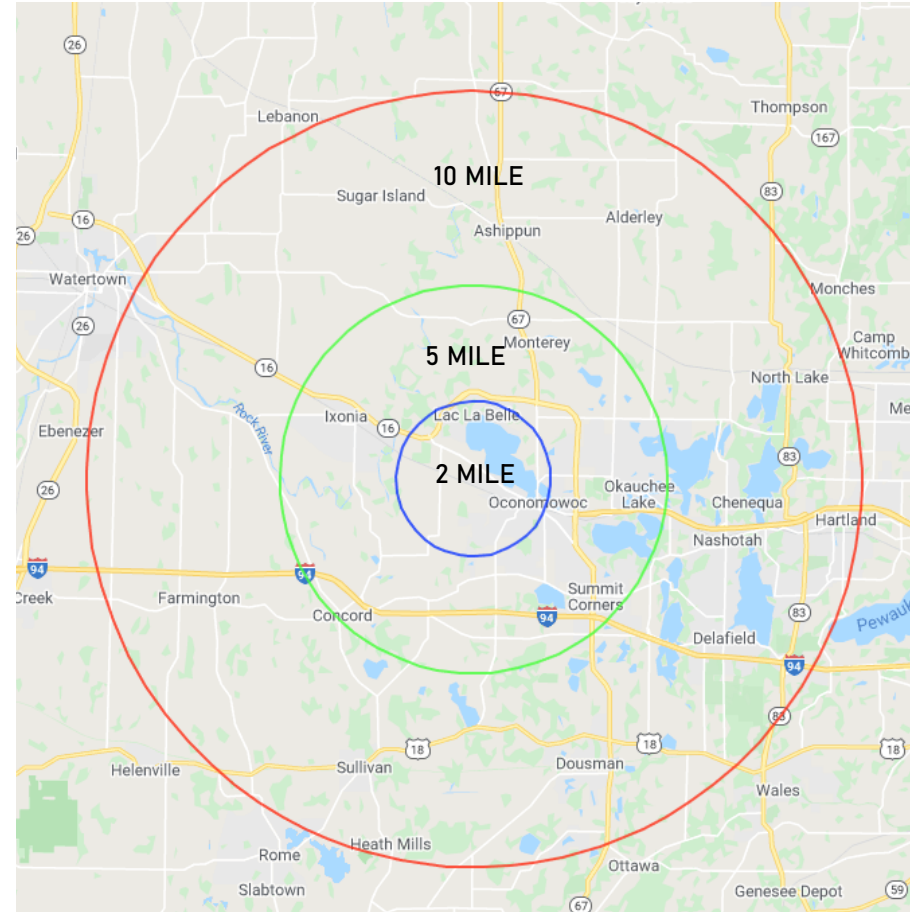 26
67
Thompson
Lebanon
167
10 MILE
83
Sugar Island
16
Alderley
26
Ashippun
Watertown
Monches
67
26
Camp
Whitcomb
Monterey
5 MILE
16
North Lake
Ixonia
Lac La Belle
Me
16
Rock River
Ebenezer
83
2 MILE
26
Okauchee
Lake
Oconomowoc
Chenequa
Hartland
Nashotah
94
94
Creek
Farmington
Summit
Corners
Concord
94
83
Pewauk
Delafield
94
83
18
18
18
Helenville
Sullivan
Dousman
Wales
Heath Mills
Rome
Ottawa
Slabtown
Genesee Depot
59
67